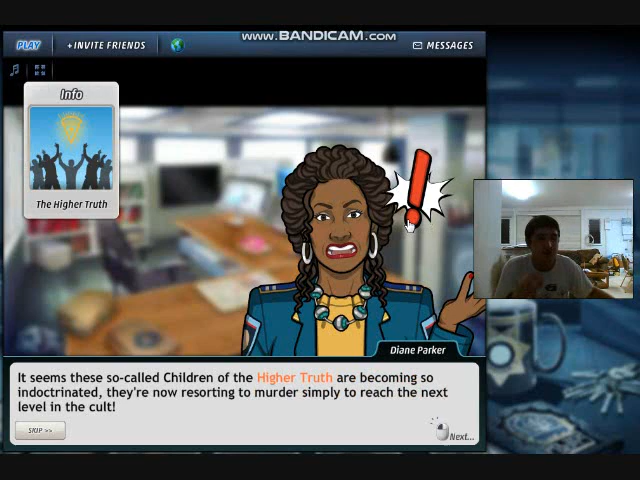 www.BANDICAM.com
PLAY
+INVITE FRIENDS
MESSAGES
Info
The Higher Truth
Diane Parker
It seems these so-called Children of the Higher Truth are becoming so
indoctrinated, they're now resorting to murder simply to reach the next
level in the cult!
SKIP >>
Next...